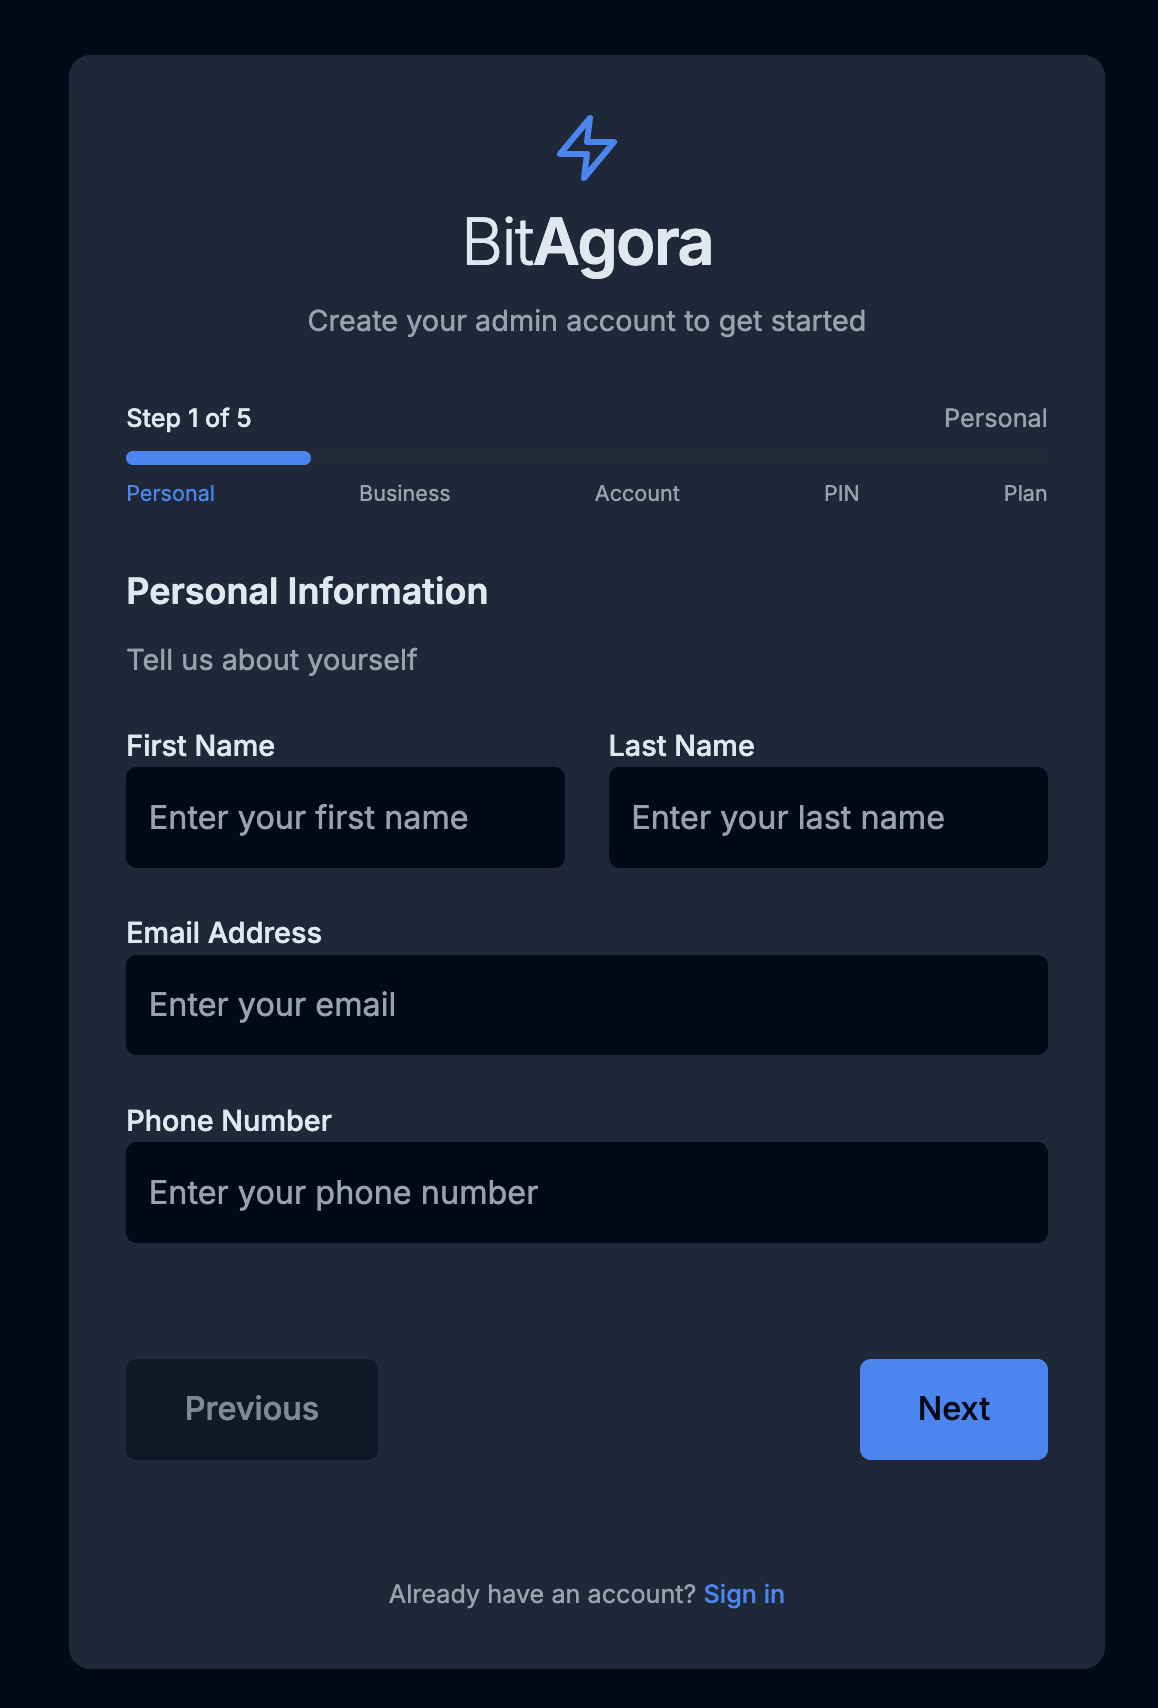 BitAgora
Create your admin account to get started
Step 1 of 5 Personal
Personal Business Account PIN Plan
Personal Information
Tell us about yourself
First Name Last Name
Enter your first name Enter your last name
Email Address
Enter your email
Phone Number
Enter your phone number
Previous Next
Already have an account? Sign in